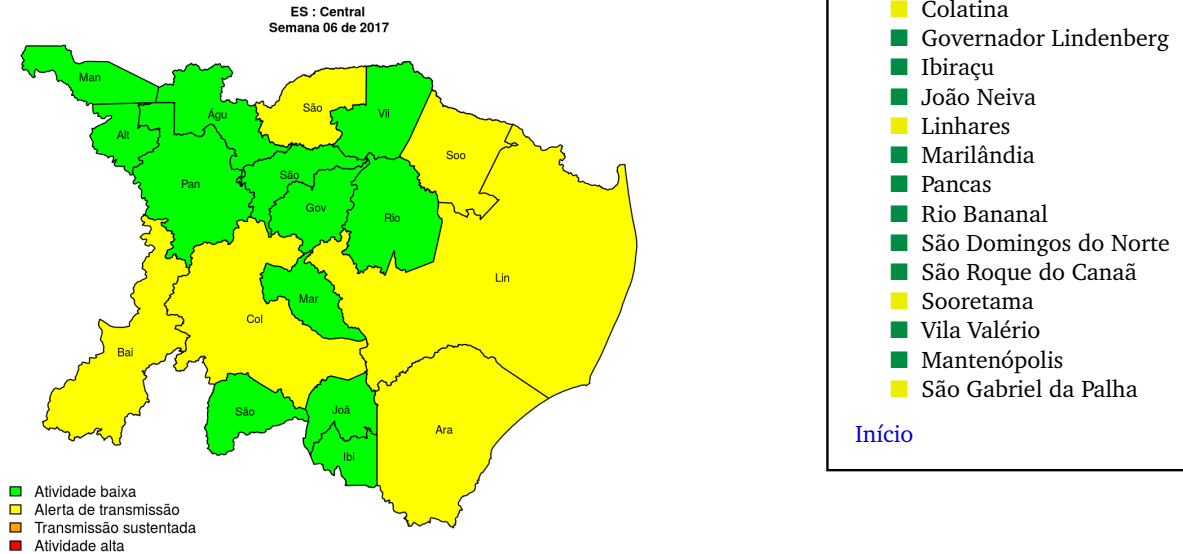 ES : Central
Semana 06 de 2017
Man
Águ
São
Vil
Alt
Soo
Pan
São
Gov
Rio
Lin
Mar
Col
Bai
São
Joã
Ara
Ibi
Atividade baixa
Alerta de transmissão
Transmissão sustentada
Atividade alta
Colatina
Governador Lindenberg
Ibiraçu
João Neiva
Linhares
Marilândia
Pancas
Rio Bananal
São Domingos do Norte
São Roque do Canaã
Sooretama
Vila Valério
Mantenópolis
São Gabriel da Palha
Início